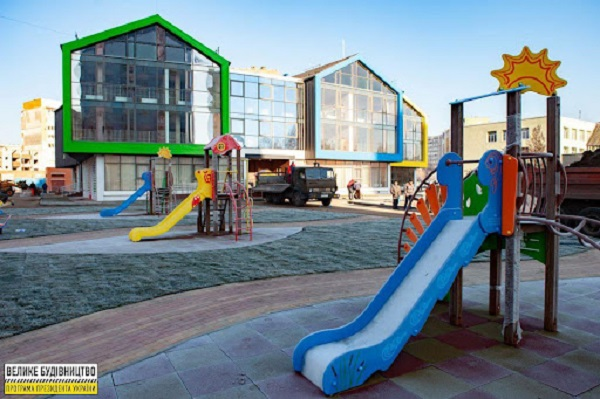 ВЕЛИКЕ БУДІВНИЦТВО
ПРОГРАМА ПРЕЗИДЕНТА УКРАЇНИ